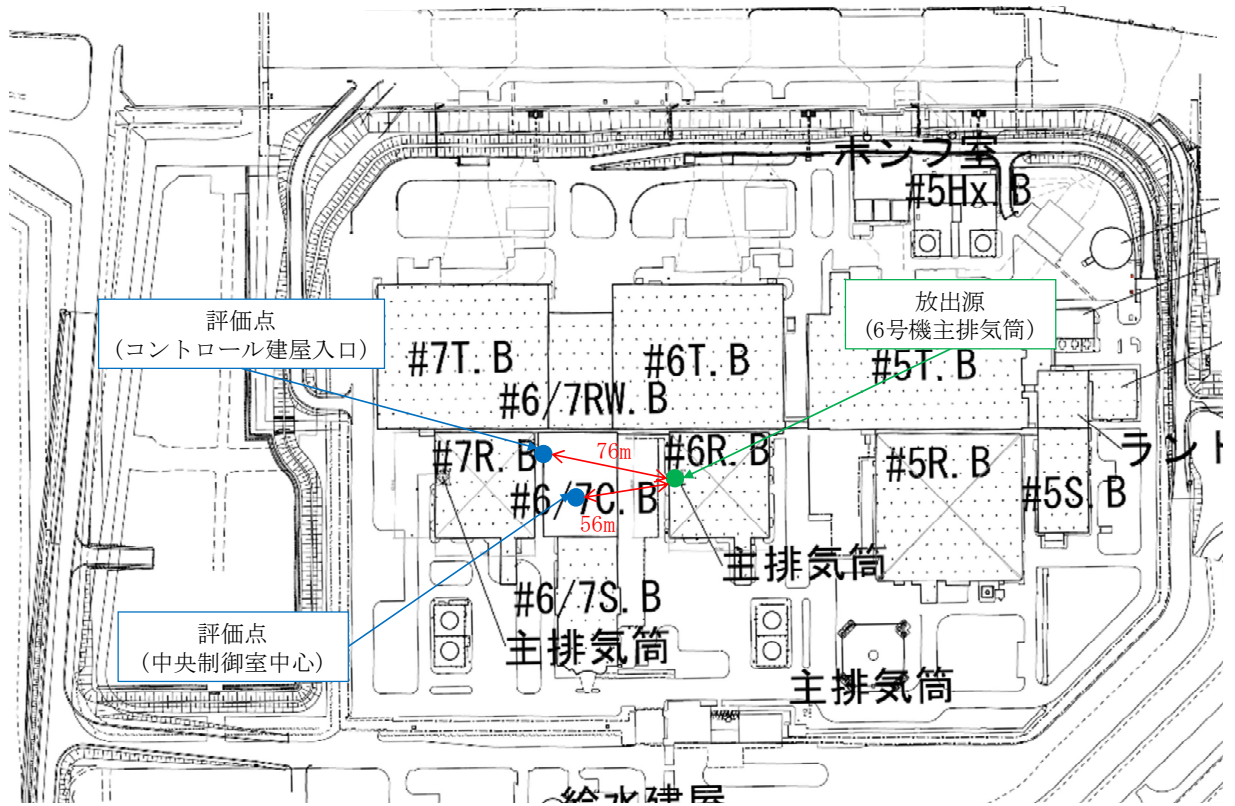 ポンプ室
#5Hx.B
放出源
(6号機主排気筒)
評価点
(コントロール建屋入口)
#7T.B
#6T.B
#5T.B
#6/7RW.B
#7R.B
76m
#6R.B
#5R.B
ランド
#6/7C.B
#5S.B
56m
主排気筒
#6/7S.B
評価点
(中央制御室中心)
主排気筒
主排気筒
給水建屋